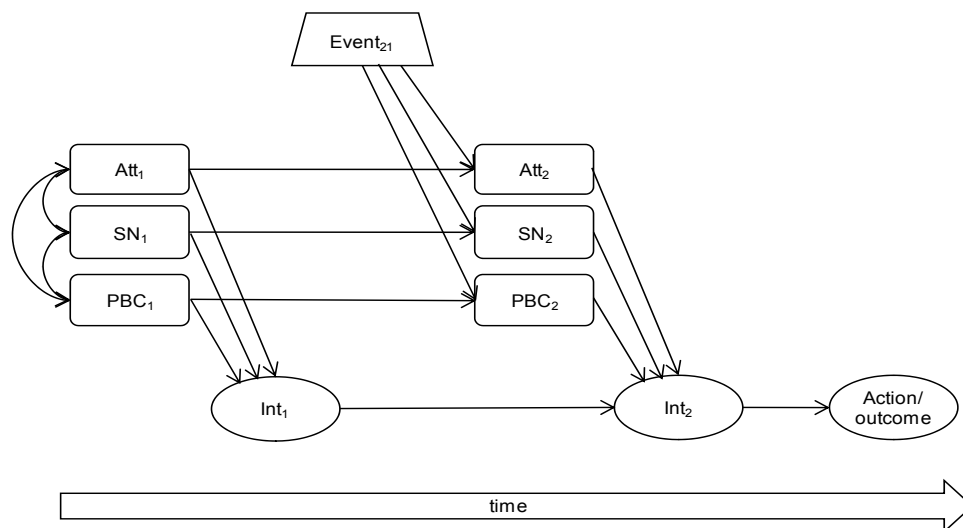 Event₂₁
Att₁
Att₂
SN₁
SN₂
PBC₁
PBC₂
Int₁
Int₂
Action/
outcome
time